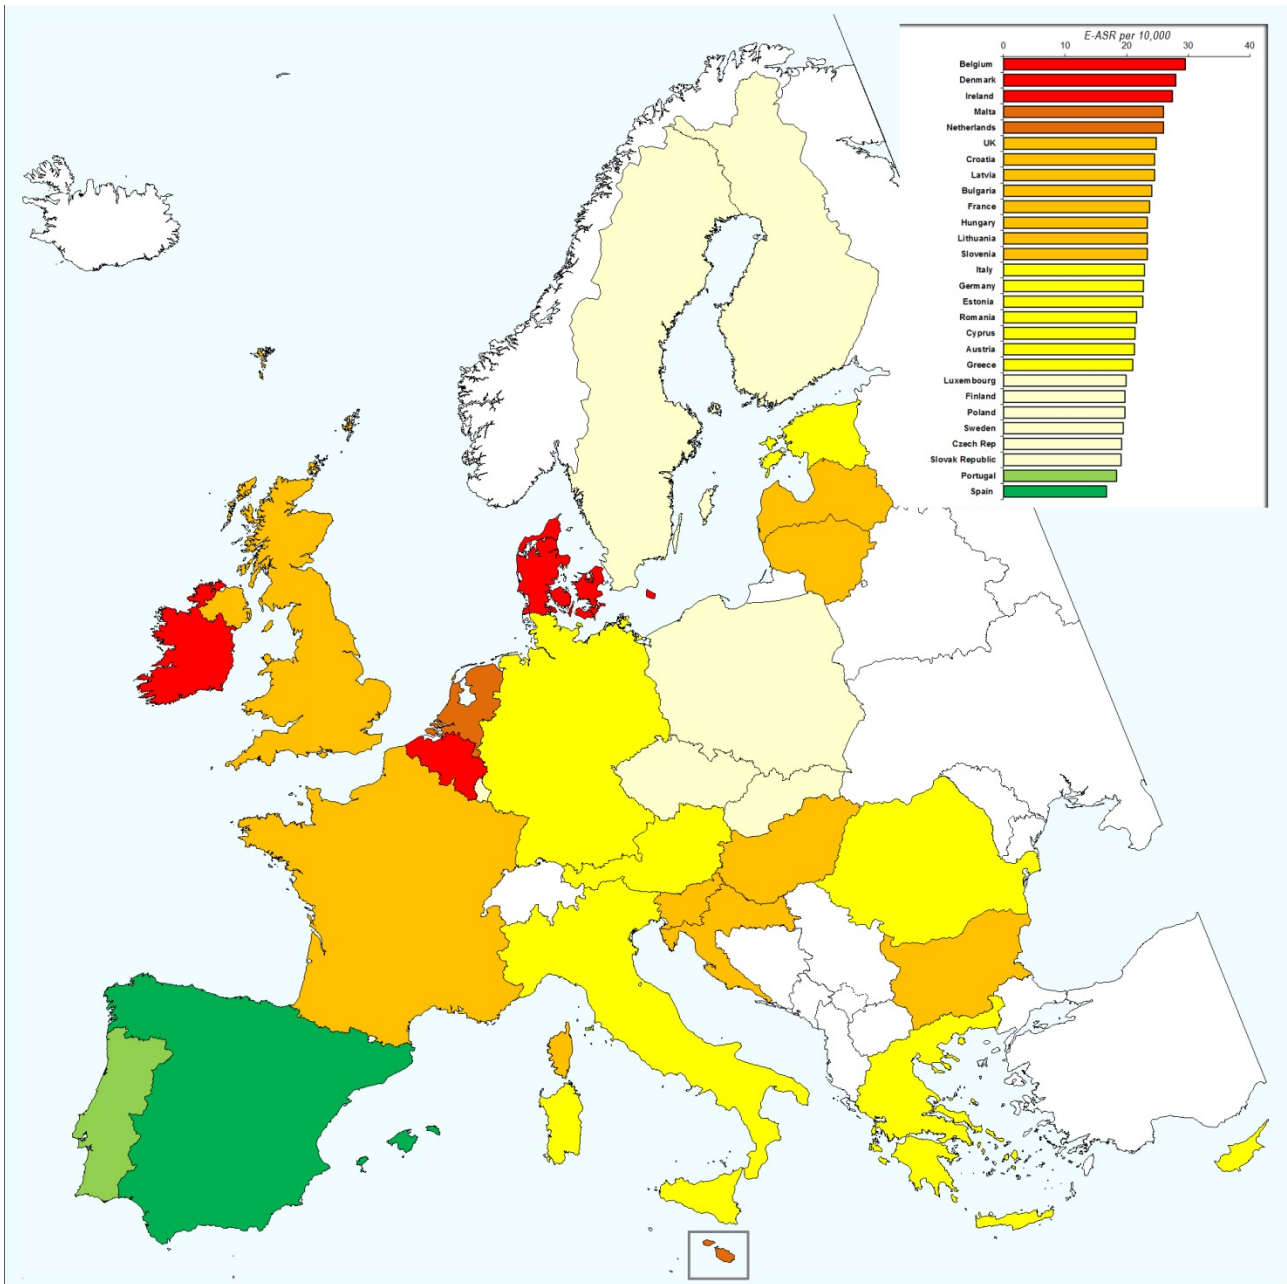 E-ASR per 10,000
0 10 20 30 40
Belgium
Denmark
Ireland
Malta
Netherlands
UK
Croatia
Latvia
Bulgaria
France
Hungary
Lithuania
Slovenia
Italy
Germany
Estonia
Romania
Cyprus
Austria
Greece
Luxembourg
Finland
Poland
Sweden
Czech Rep
Slovak Republic
Portugal
Spain